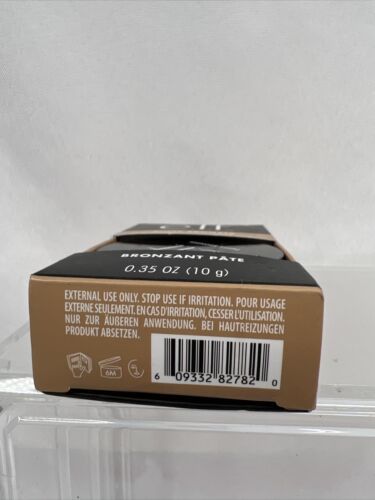 BRONZANT PÂTE
0.35 OZ (10 g)
EXTERNAL USE ONLY. STOP USE IF IRRITATION. POUR USAGE
EXTERNE SEULEMENT. EN CAS D'IRRITATION, CESSER L'UTILISATION.
NUR ZUR ÄUßEREN ANWENDUNG. BEI HAUTREIZUNGEN
PRODUKT ABSETZEN.
6M
6 09332 82782 0